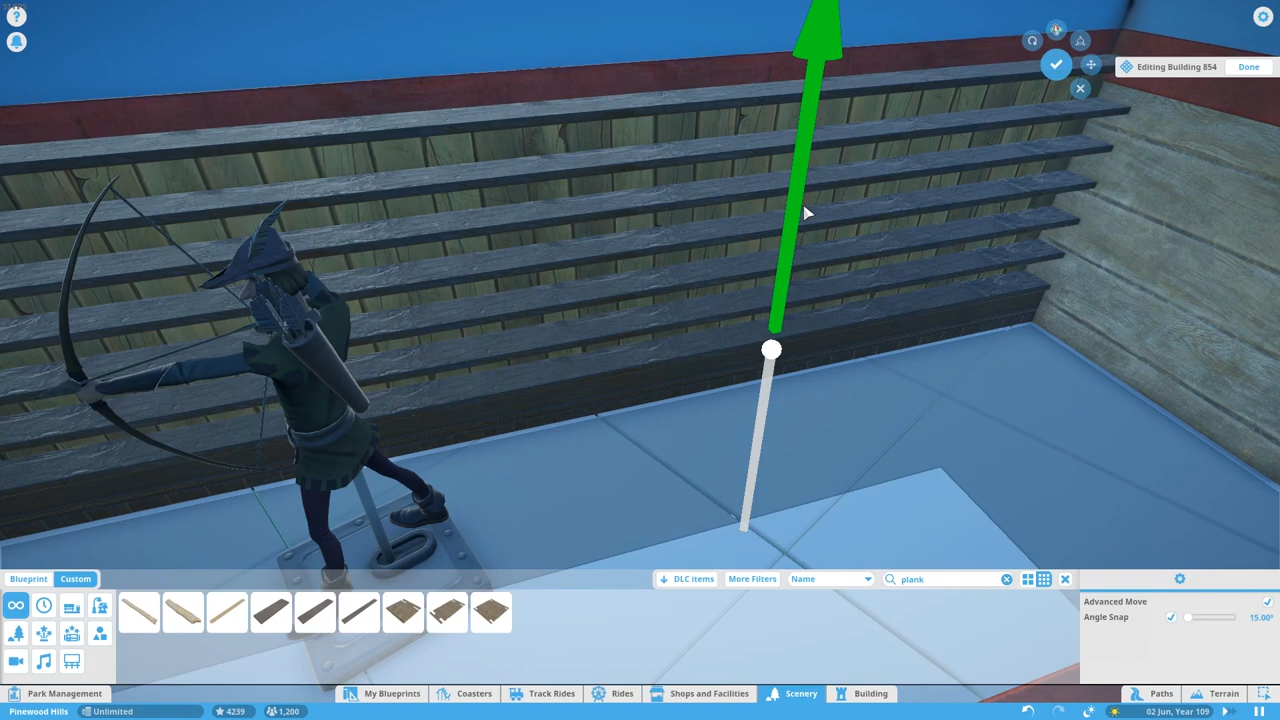 ?
Editing Building 854 Done
Blueprint Custom DLC items More Filters Name plank
Advanced Move
Angle Snap 15.00°
Park Management My Blueprints Coasters Track Rides Rides Shops and Facilities Scenery Building Paths Terrain
Pinewood Hills Unlimited 4239 1,200 02 Jun, Year 109